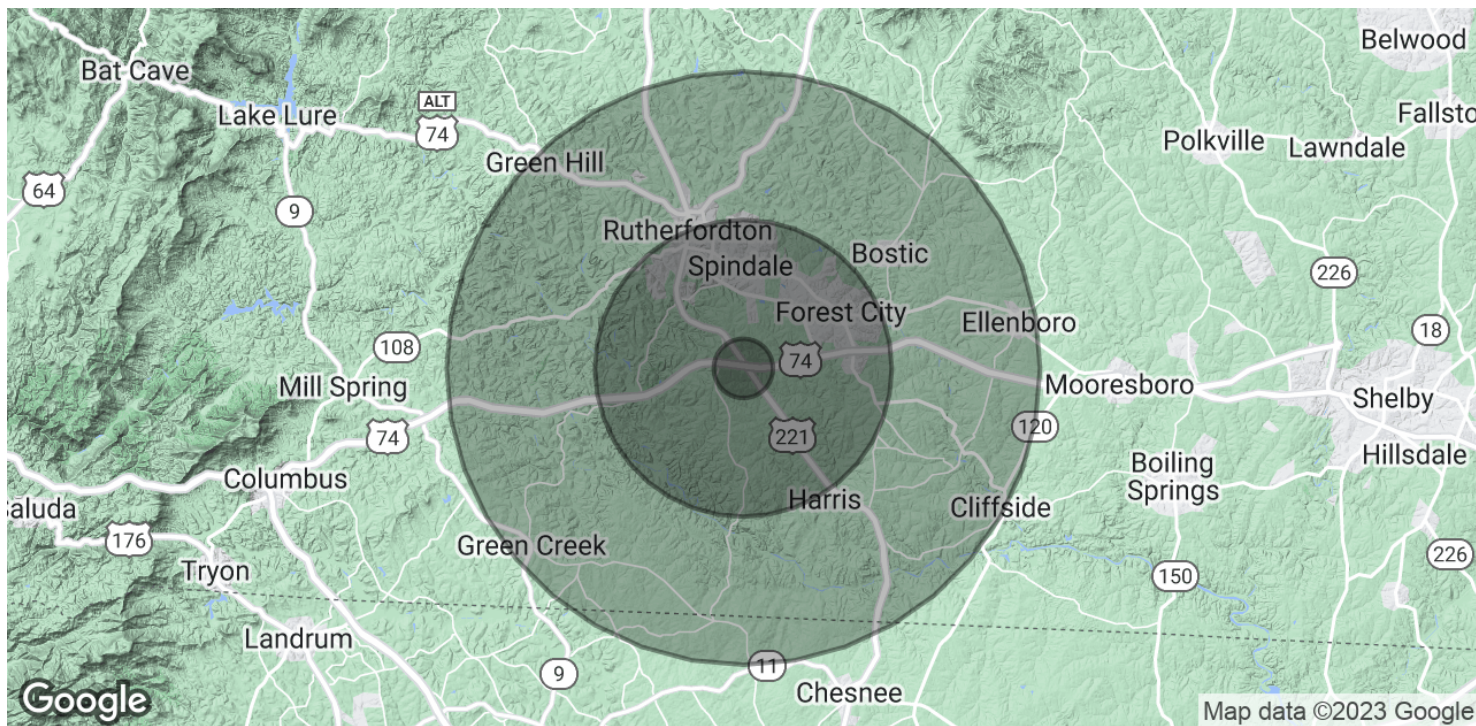 Belwood
Bat Cave
ALT
74
Lake Lure
Fallsto
Polkville
Lawndale
Green Hill
64
9
Rutherfordton
Spindale
Bostic
226
Forest City
Ellenboro
18
108
74
Mill Spring
Mooresboro
Shelby
74
221
120
Hillsdale
Boiling
Springs
Columbus
Harris
Cliffside
Saluda
176
Green Creek
226
Tryon
150
Landrum
9
11
Chesnee
Google
Map data ©2023 Google